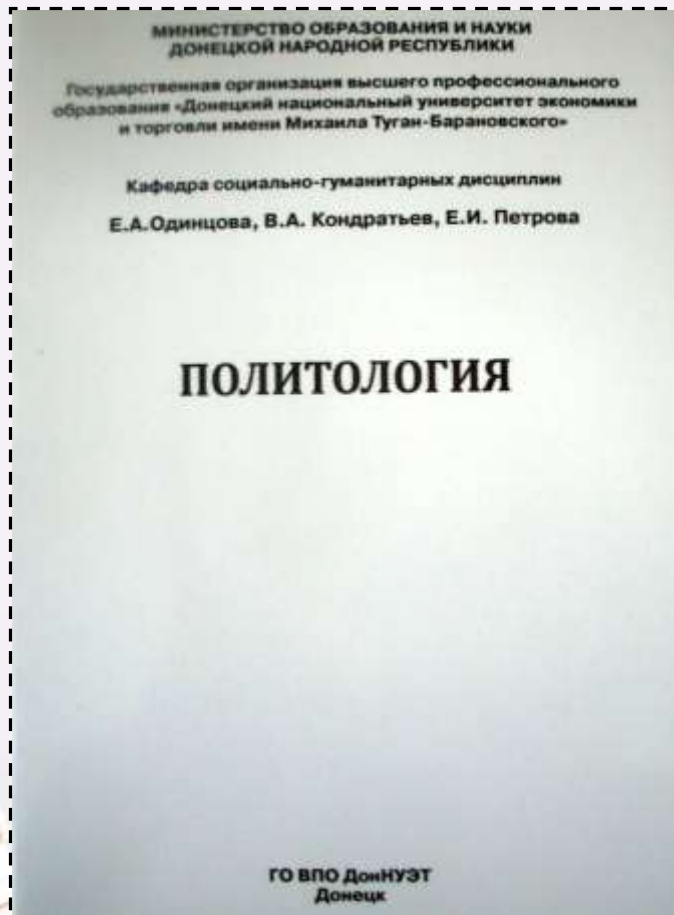 МИНИСТЕРСТВО ОБРАЗОВАНИЯ И НАУКИ
ДОНЕЦКОЙ НАРОДНОЙ РЕСПУБЛИКИ
Государственная организация высшего профессионального
образования «Донецкий национальный университет экономики
и торговли имени Михаила Туган-Барановского»
Кафедра социально-гуманитарных дисциплин
Е.А.Одинцова, В.А. Кондратьев, Е.И. Петрова
ПОЛИТОЛОГИЯ
ГО ВПО ДонНУЭТ
Донецк